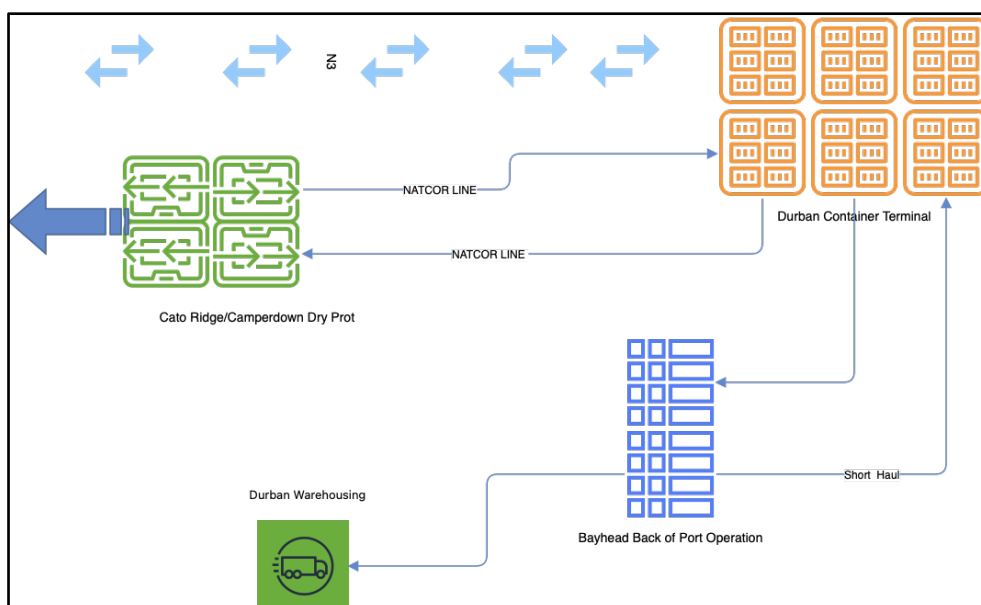 N3
NATCOR LINE
Durban Container Terminal
NATCOR LINE
Cato Ridge/Camperdown Dry Prot
Short Haul
Durban Warehousing
Bayhead Back of Port Operation